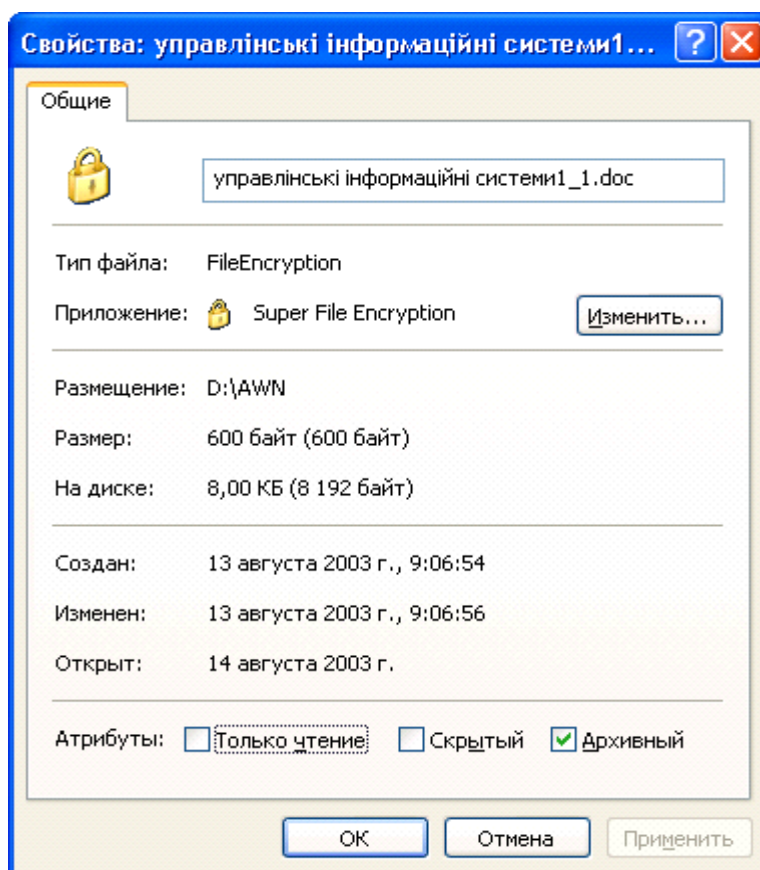 Свойства: управлінські інформаційні системи1...
Общие
управлінські інформаційні системи1_1.doc
Тип файла: FileEncryption
Приложение: Super File Encryption Изменить...
Размещение: D:\AWN
Размер: 600 байт (600 байт)
На диске: 8,00 КБ (8 192 байт)
Создан: 13 августа 2003 г., 9:06:54
Изменен: 13 августа 2003 г., 9:06:56
Открыт: 14 августа 2003 г.
Атрибуты: Только чтение Скрытый Архивный
ОК Отмена Применить